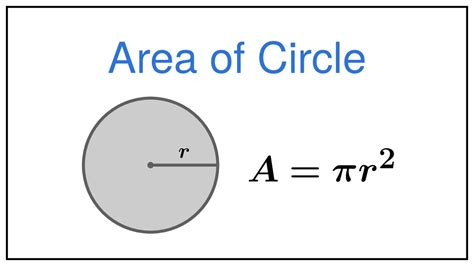 Area of Circle
r
A = πr²